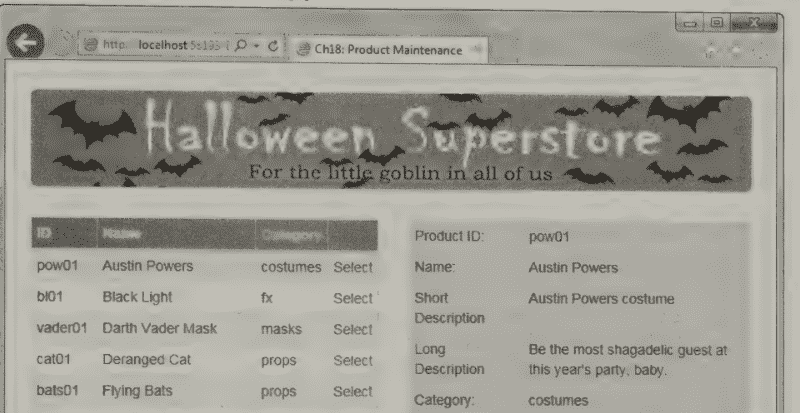 http:
localhost
Ch18: Product Maintenance
Halloween Superstore
For the little goblin in all of us
ID Name Category
pow01 Austin Powers costumes Select
bl01 Black Light fx Select
vader01 Darth Vader Mask masks Select
cat01 Deranged Cat props Select
bats01 Flying Bats props Select
Product ID: pow01
Name: Austin Powers
Short Description Austin Powers costume
Long Description Be the most shagadelic guest at
this year's party, baby.
Category: costumes